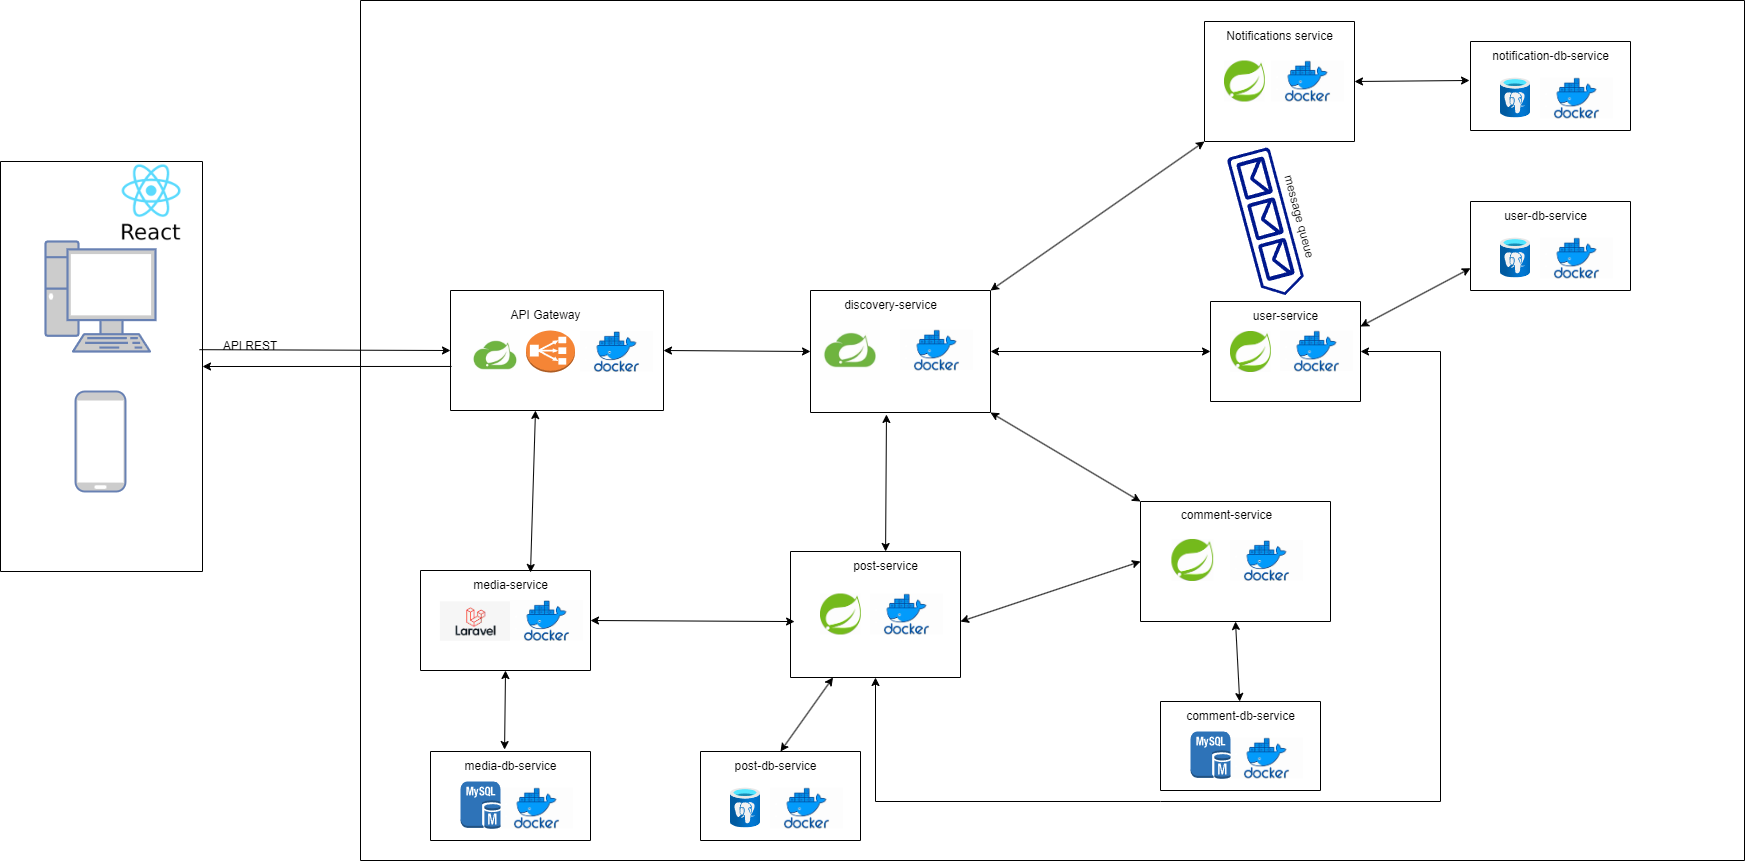 Notifications service
docker
notification-db-service
docker
React
message queue
user-db-service
docker
API REST
API Gateway
docker
discovery-service
docker
user-service
docker
comment-service
docker
media-service
Laravel
docker
post-service
docker
comment-db-service
MySQL
M
docker
media-db-service
MySQL
M
docker
post-db-service
docker